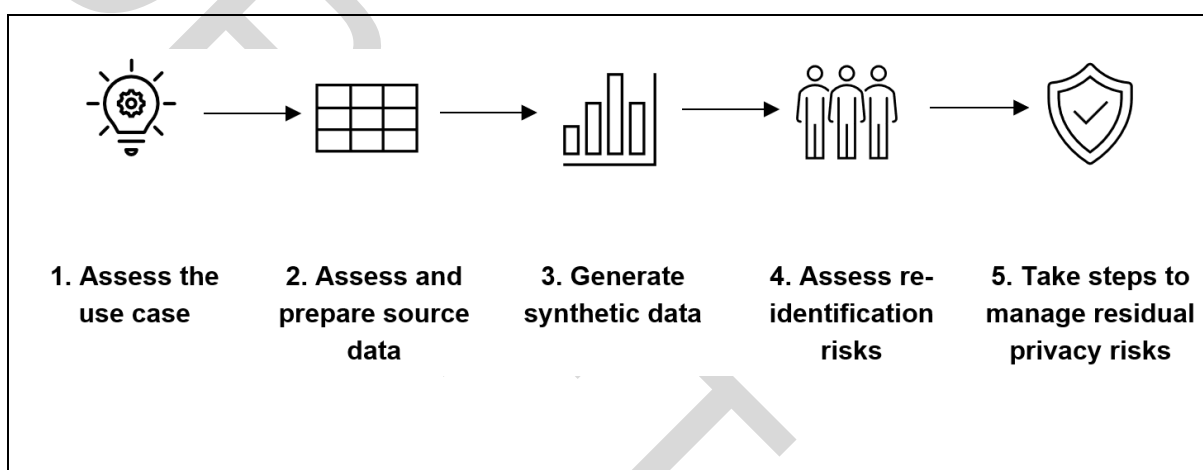 1. Assess the
use case
2. Assess and
prepare source
data
3. Generate
synthetic data
4. Assess re-
identification
risks
5. Take steps to
manage residual
privacy risks